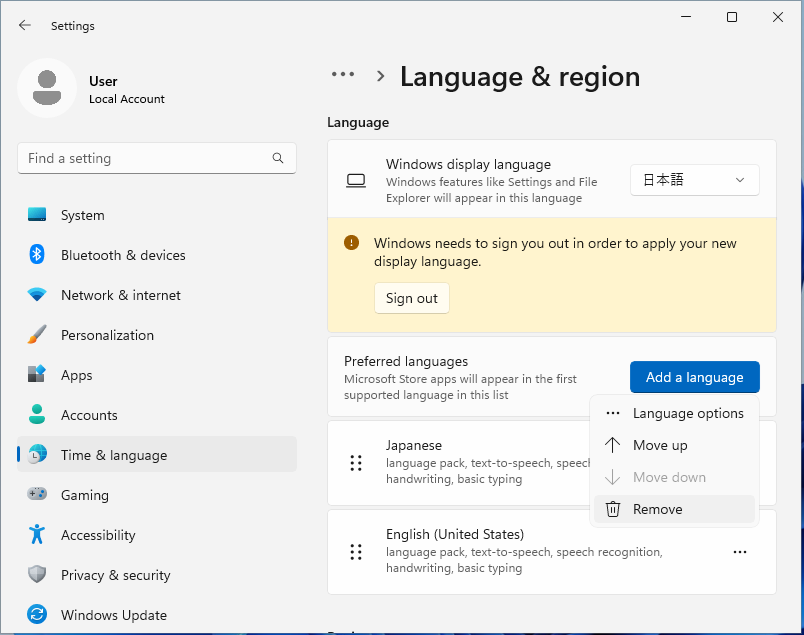 Settings
User
Local Account
Find a setting
System
Bluetooth & devices
Network & internet
Personalization
Apps
Accounts
Time & language
Gaming
Accessibility
Privacy & security
Windows Update
Language & region
Language
Windows display language
Windows features like Settings and File
Explorer will appear in this language
日本語
Windows needs to sign you out in order to apply your new
display language.
Sign out
Preferred languages
Microsoft Store apps will appear in the first
supported language in this list
Add a language
Language options
Move up
Move down
Remove
Japanese
language pack, text-to-speech, speech
handwriting, basic typing
English (United States)
language pack, text-to-speech, speech recognition,
handwriting, basic typing